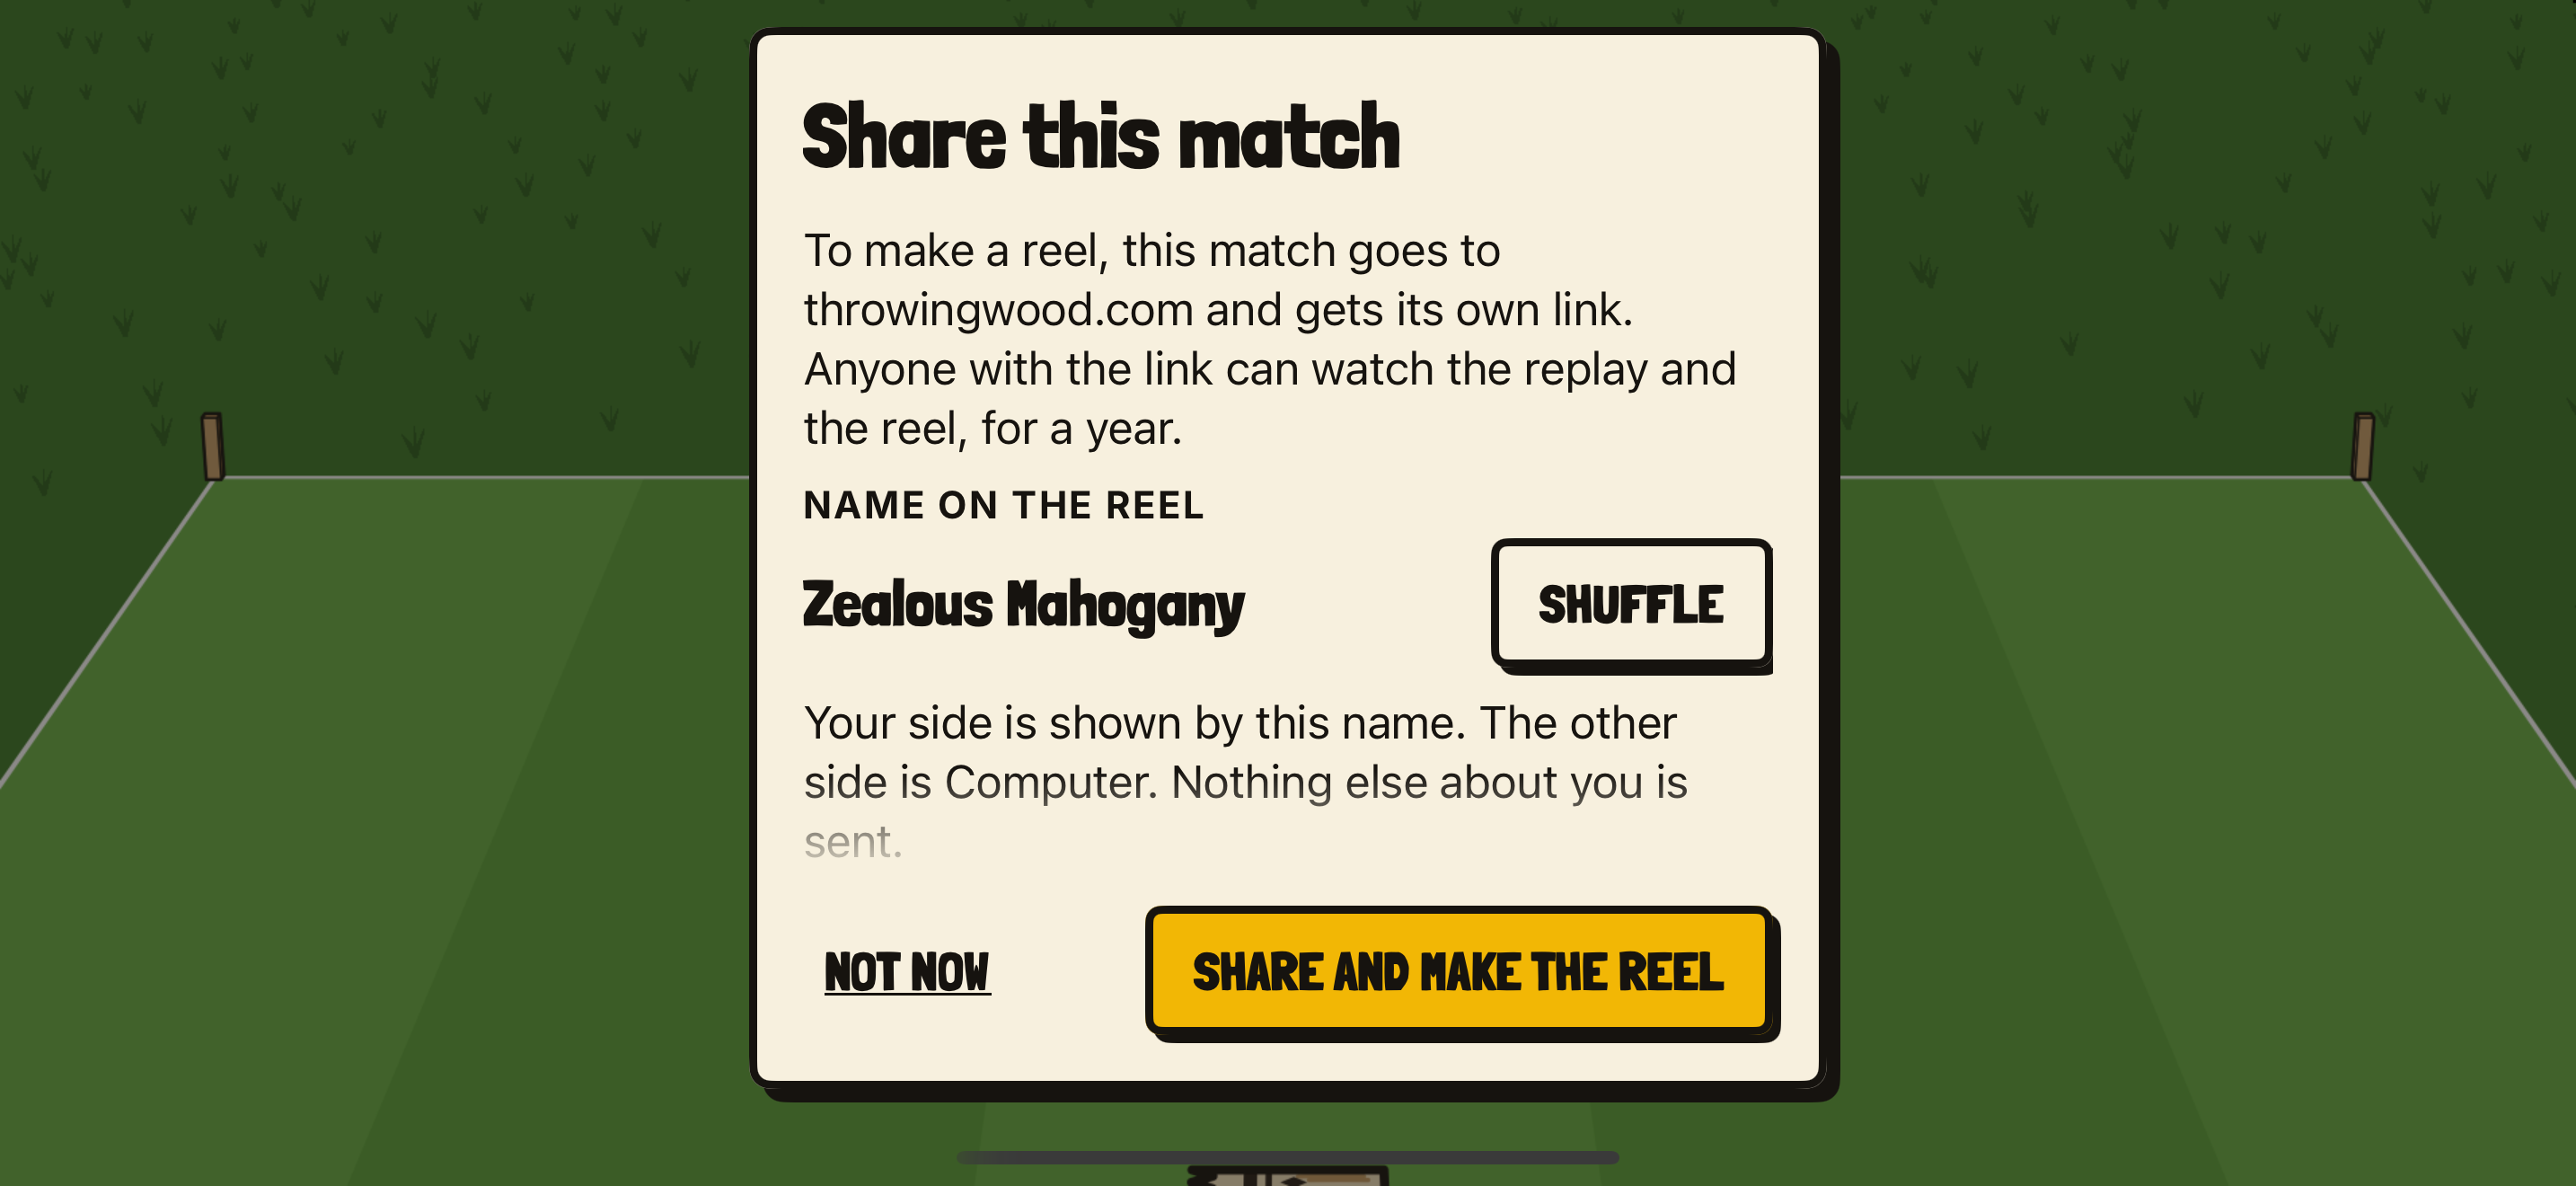 Share this match
To make a reel, this match goes to
throwingwood.com and gets its own link.
Anyone with the link can watch the replay and
the reel, for a year.
NAME ON THE REEL
Zealous Mahogany
SHUFFLE
Your side is shown by this name. The other
side is Computer. Nothing else about you is
sent.
NOT NOW
SHARE AND MAKE THE REEL